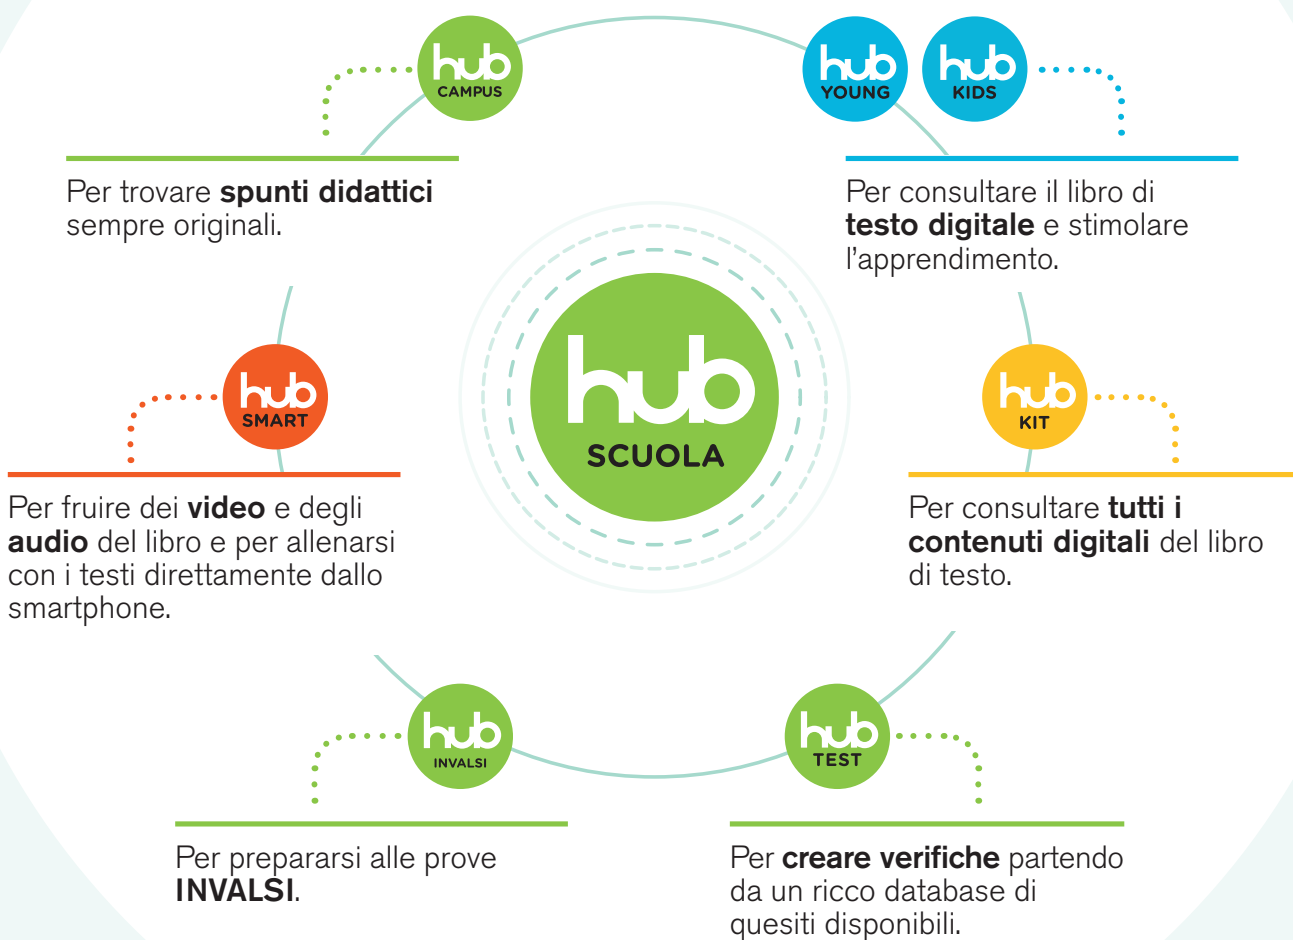 hub
CAMPUS
Per trovare spunti didattici
sempre originali.
hub
YOUNG
hub
KIDS
Per consultare il libro di
testo digitale e stimolare
l’apprendimento.
hub
SCUOLA
hub
SMART
Per fruire dei video e degli
audio del libro e per allenarsi
con i testi direttamente dallo
smartphone.
hub
KIT
Per consultare tutti i
contenuti digitali del libro
di testo.
hub
INVALSI
Per prepararsi alle prove
INVALSI.
hub
TEST
Per creare verifiche partendo
da un ricco database di
quesiti disponibili.